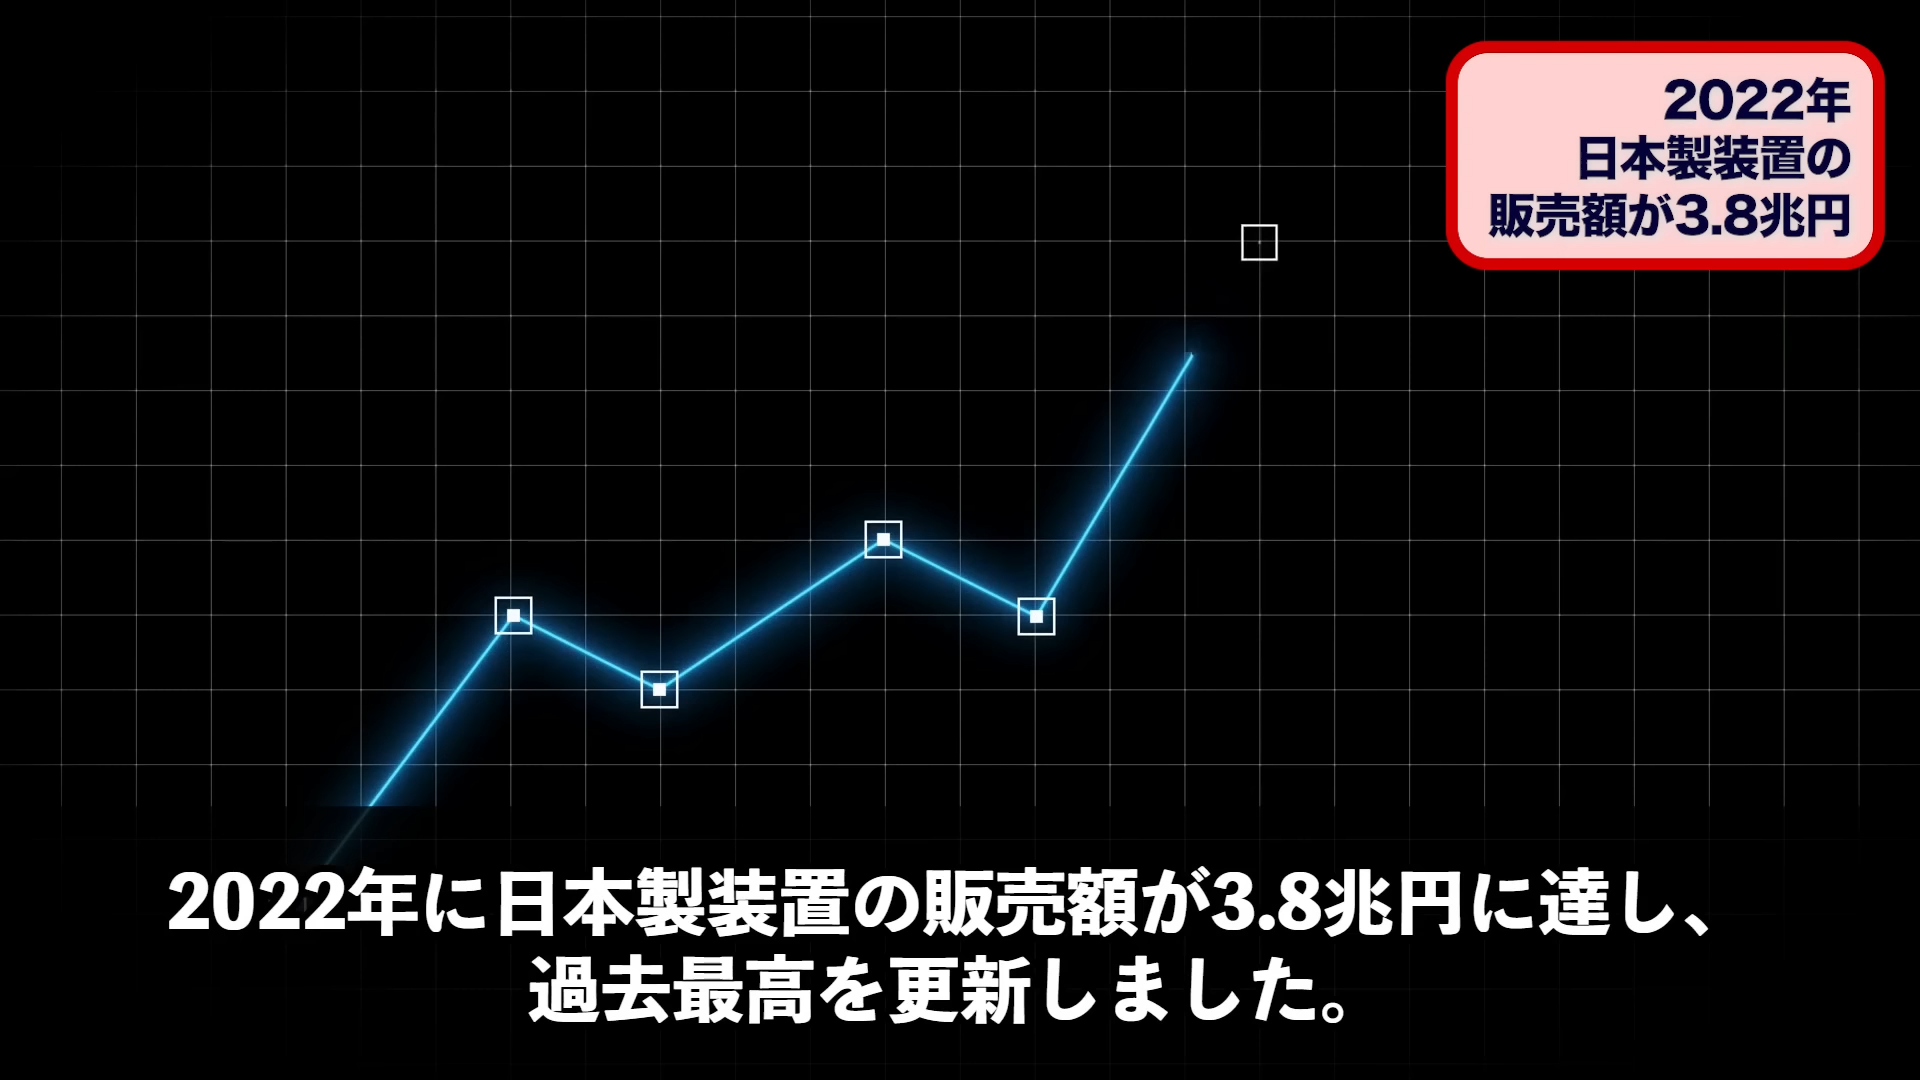 2022年
日本製装置の
販売額が3.8兆円
2022年に日本製装置の販売額が3.8兆円に達し、
過去最高を更新しました。